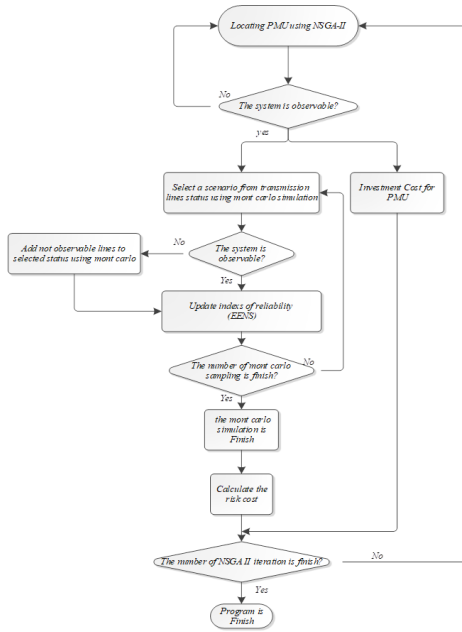 Locating PMU using NSGA-II
No
The system is observable?
yes
Select a scenario from transmission
lines status using mont carlo simulation
Investment Cost for
PMU
Add not observable lines to
selected status using mont carlo
No
The system is
observable?
Yes
Update index of reliability
(EENS)
The number of mont carlo
sampling is finish?
No
Yes
the mont carlo
simulation is
Finish
Calculate the
risk cost
The number of NSGA II iteration is finish?
No
Yes
Program is
Finish